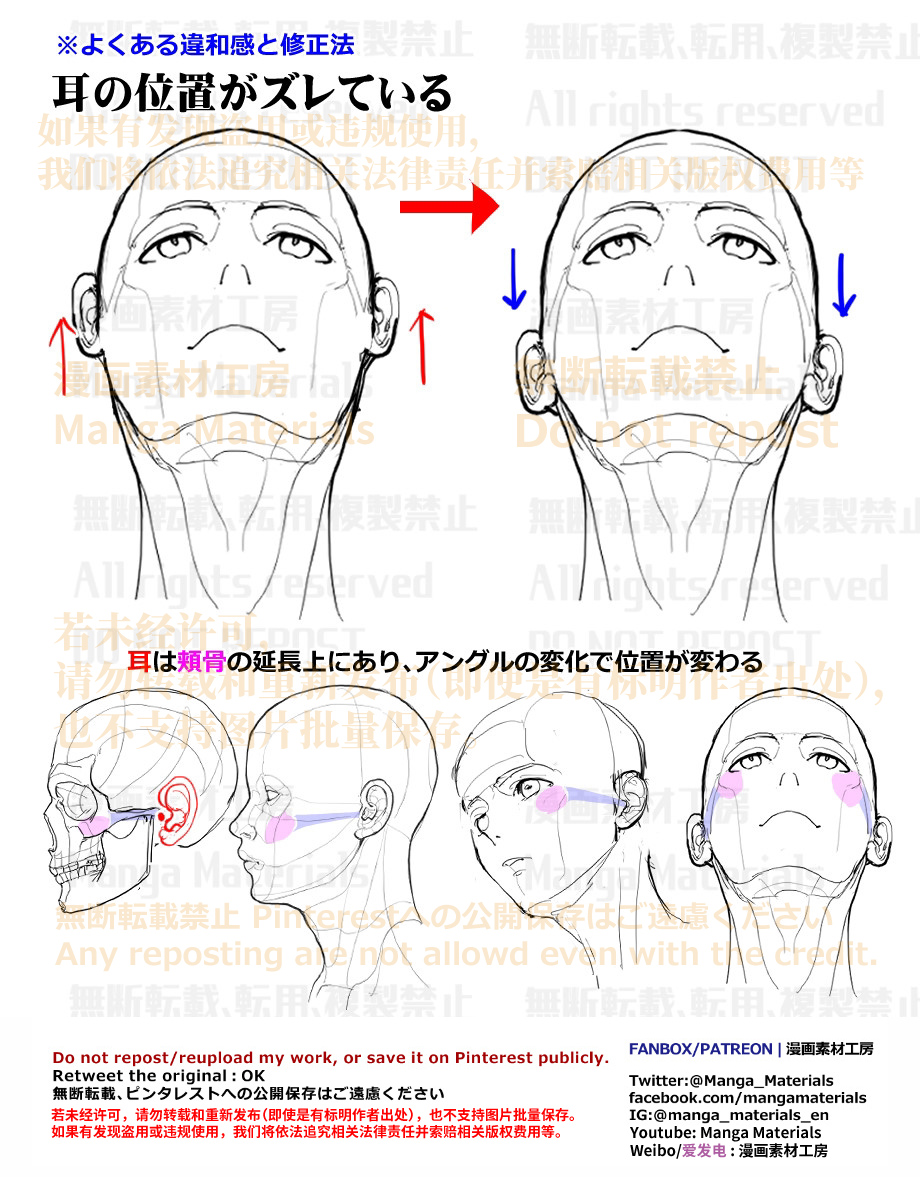 ※よくある違和感と修正法
耳の位置がズレている
無断転載、転用、複製禁止
All rights reserved
如果有发现盗用或违规使用，
我们将依法追究相关法律责任并索赔相关版权费用等
漫画素材工房
漫画素材工房
漫画素材工房
無断転載禁止
Manga Materials
Do not repost
無断転載、転用、複製禁止
無断転載、転用、複製禁止
All rights reserved
All rights reserved
若未经许可，
DO NOT REPOST
耳は頬骨の延長上にあり、アングルの変化で位置が変わる
请勿转载和重新发布（即使是有标明作者出处），
也不支持图片批量保存。
Manga Materials
Manga Materials
無断転載禁止 Pinterestへの公開保存はご遠慮ください
Any reposting are not allowd even with the credit.
無断転載、転用、複製禁止
無断転載、転用、複製禁止
Do not repost/reupload my work, or save it on Pinterest publicly.
Retweet the original : OK
無断転載、ピンタレストへの公開保存はご遠慮ください
若未经许可，请勿转载和重新发布（即使是有标明作者出处），也不支持图片批量保存。
如果有发现盗用或违规使用，我们将依法追究相关法律责任并索赔相关版权费用等。
FANBOX/PATREON | 漫画素材工房
Twitter:@Manga_Materials
facebook.com/mangamaterials
IG:@manga_materials_en
Youtube: Manga Materials
Weibo/爱发电 : 漫画素材工房